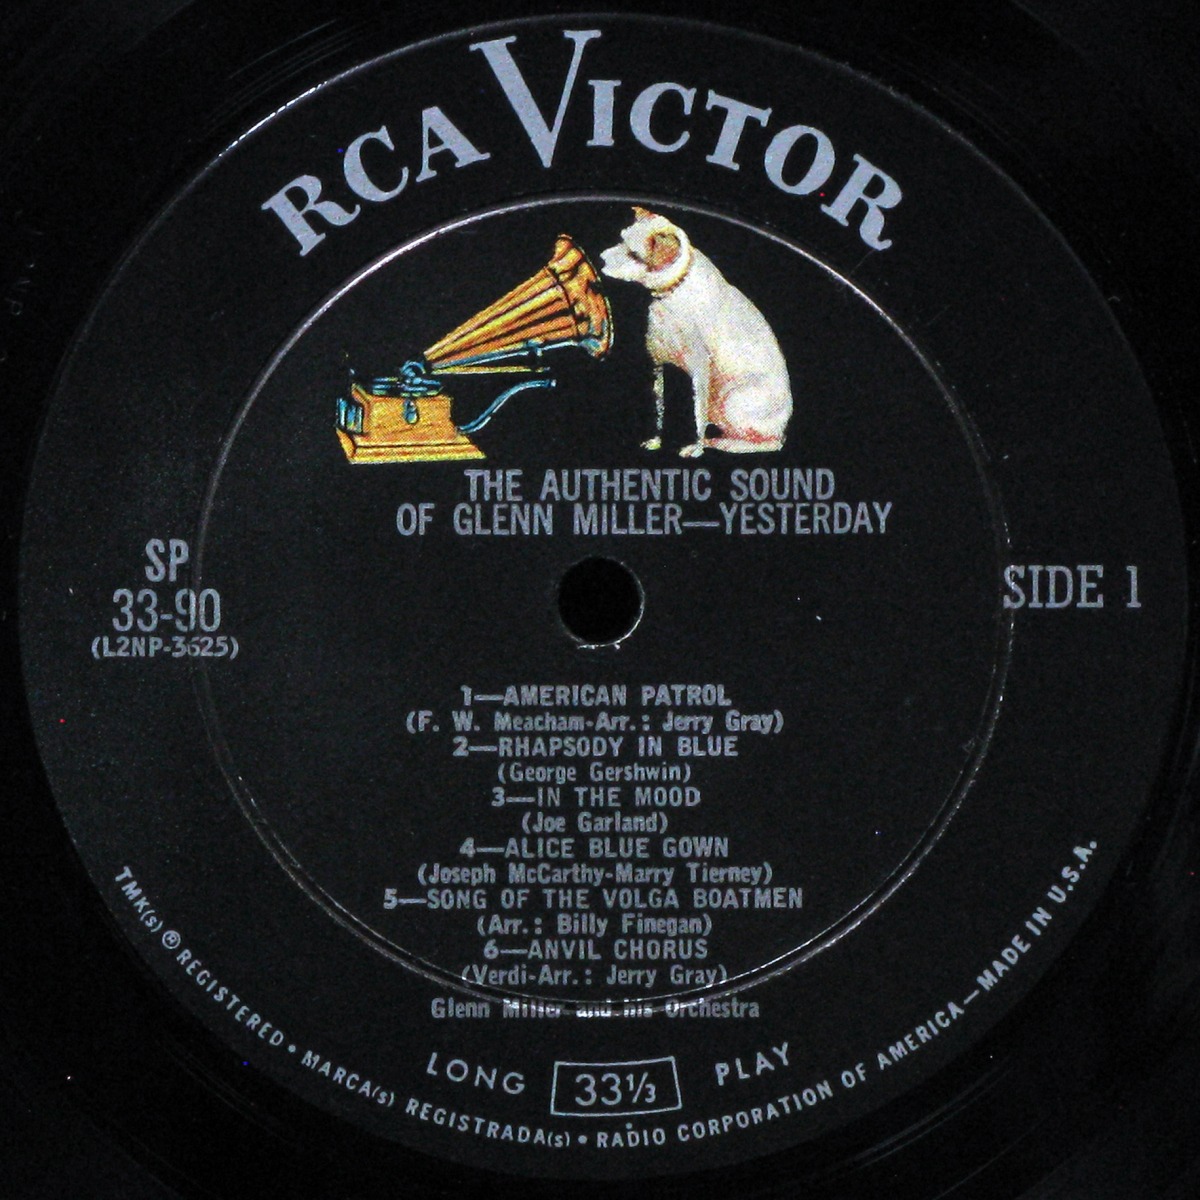 RCA VICTOR
THE AUTHENTIC SOUND
OF GLENN MILLER—YESTERDAY
SP
33-90
(L2NP-3625)
SIDE 1
1—AMERICAN PATROL
(F. W. Meacham-Arr.: Jerry Gray)
2—RHAPSODY IN BLUE
(George Gershwin)
3—IN THE MOOD
(Joe Garland)
4—ALICE BLUE GOWN
(Joseph McCarthy-Marry Tierney)
5—SONG OF THE VOLGA BOATMEN
(Arr.: Billy Finegan)
6—ANVIL CHORUS
(Verdi-Arr.: Jerry Gray)
Glenn Miller and his Orchestra
LONG 33⅓ PLAY
TMK(s) ® REGISTERED • MARCA(s) REGISTRADA(s) • RADIO CORPORATION OF AMERICA—MADE IN U.S.A.